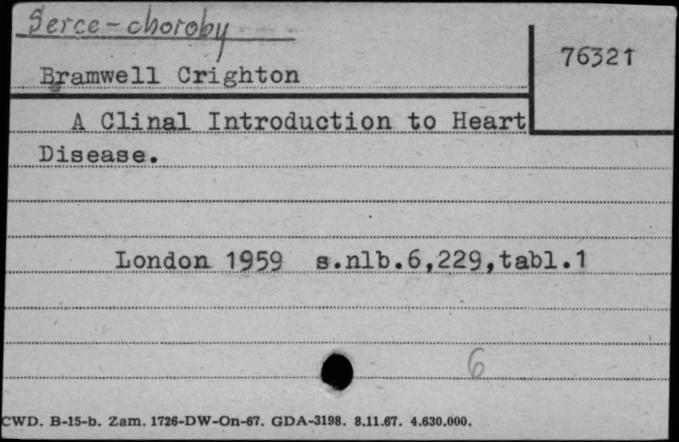 Serce - choroby
76321
Bramwell Crighton
A Clinal Introduction to Heart
Disease.
London 1959 s.nlb.6,229,tabl.1
6
CWD. B-15-b. Zam. 1726-DW-On-67. GDA-3198. 8.11.67. 4.630.000.